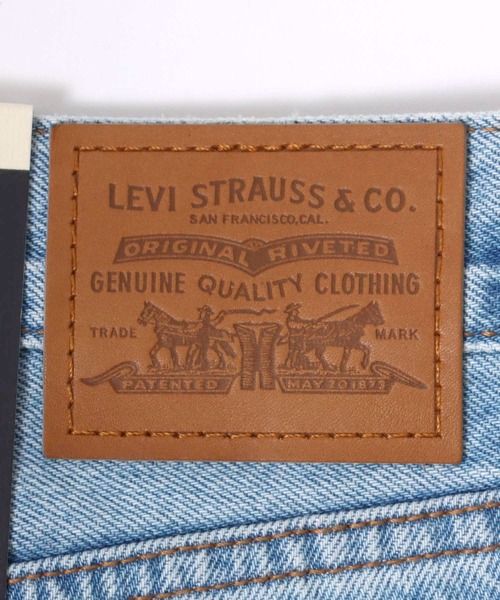 LEVI STRAUSS & CO.
SAN FRANCISCO, CAL.
ORIGINAL RIVETED
GENUINE QUALITY CLOTHING
TRADE MARK
PATENTED MAY 20 1873